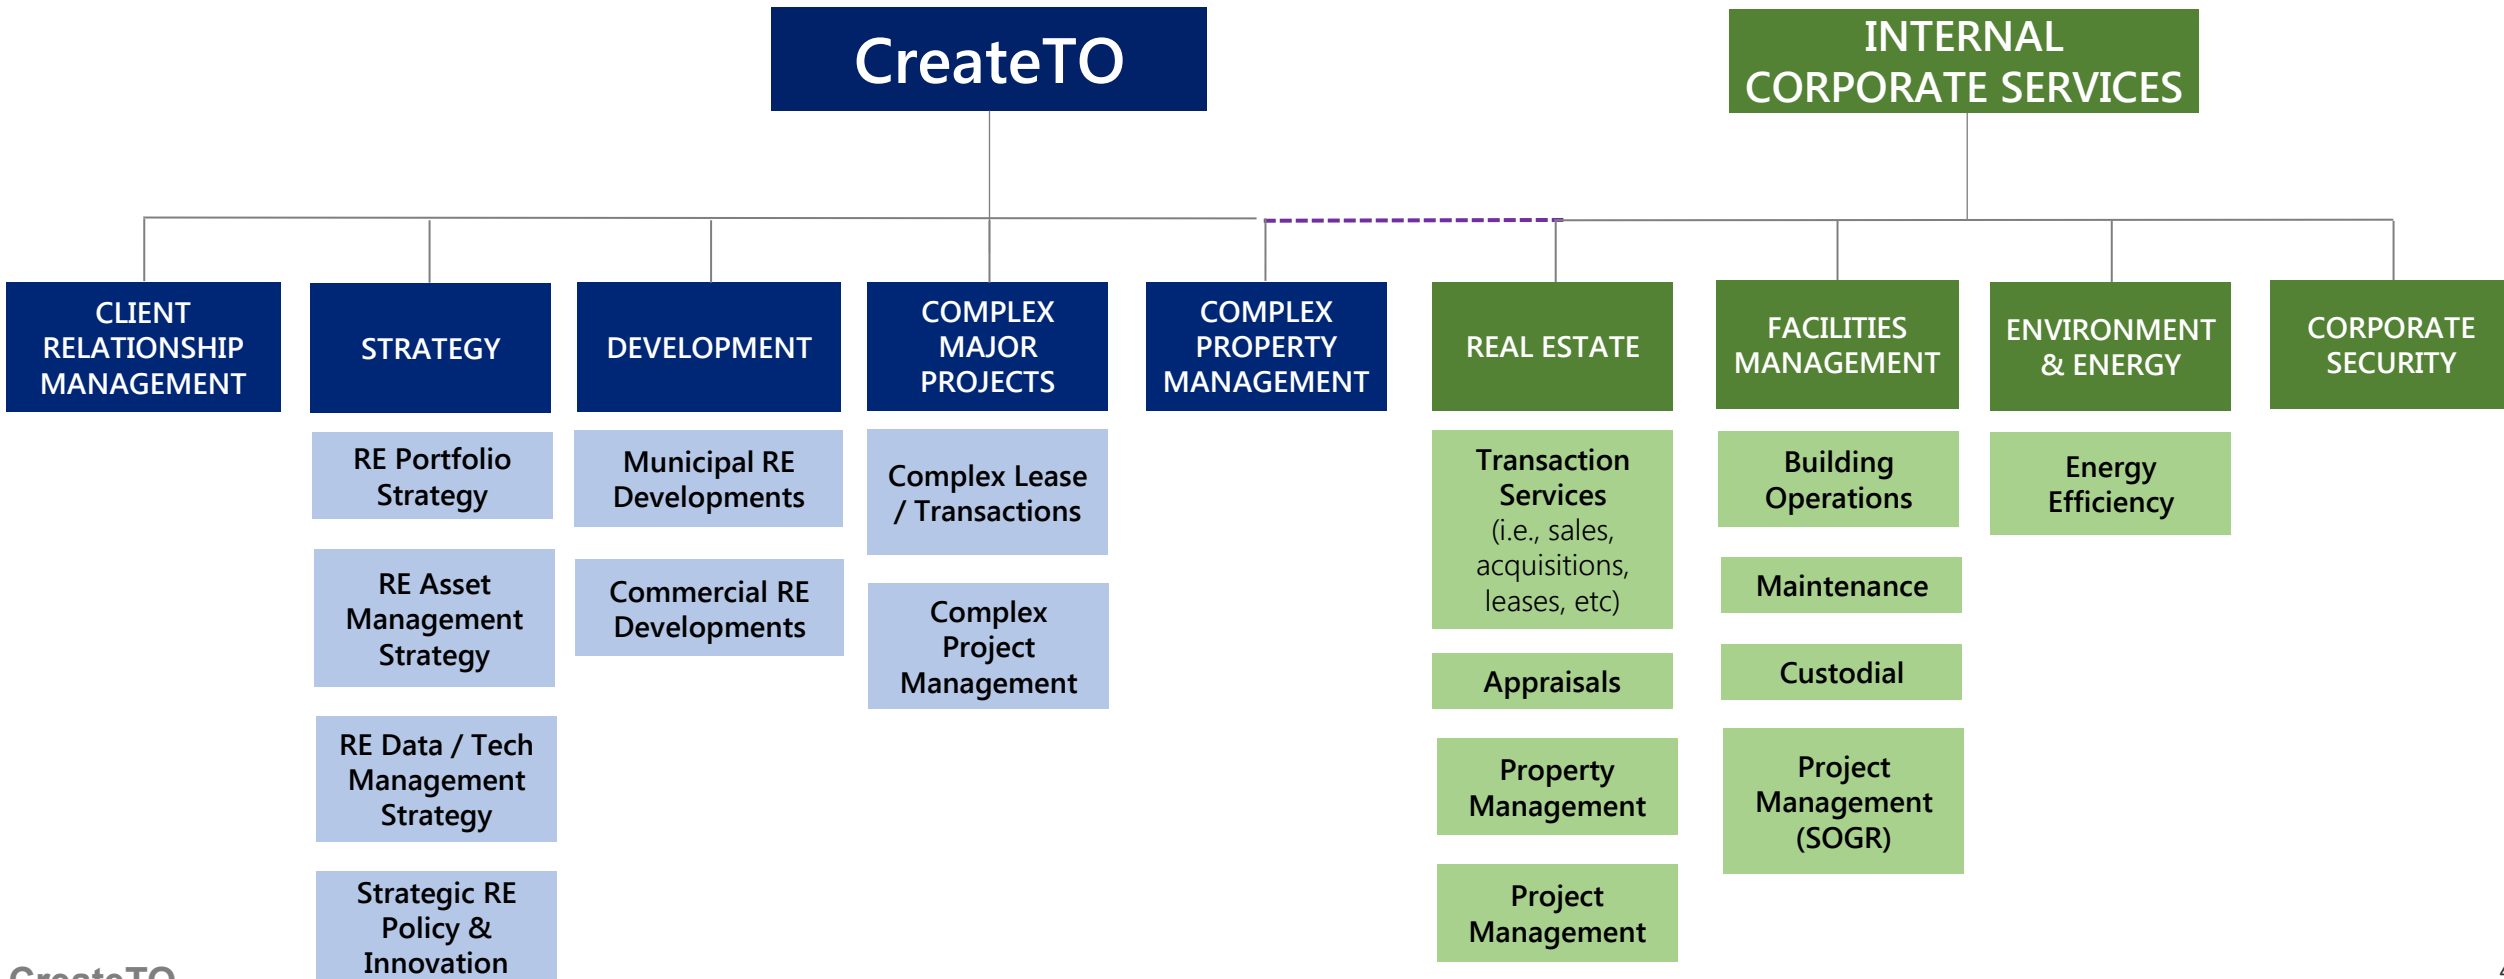 CreateTO
INTERNAL
CORPORATE SERVICES
CLIENT
RELATIONSHIP
MANAGEMENT
STRATEGY
RE Portfolio
Strategy
RE Asset
Management
Strategy
RE Data / Tech
Management
Strategy
Strategic RE
Policy &
Innovation
DEVELOPMENT
Municipal RE
Developments
Commercial RE
Developments
COMPLEX
MAJOR
PROJECTS
Complex Lease
/ Transactions
Complex
Project
Management
COMPLEX
PROPERTY
MANAGEMENT
REAL ESTATE
Transaction
Services
(i.e., sales,
acquisitions,
leases, etc)
Appraisals
Property
Management
Project
Management
FACILITIES
MANAGEMENT
Building
Operations
Maintenance
Custodial
Project
Management
(SOGR)
ENVIRONMENT
& ENERGY
Energy
Efficiency
CORPORATE
SECURITY
CreateTO